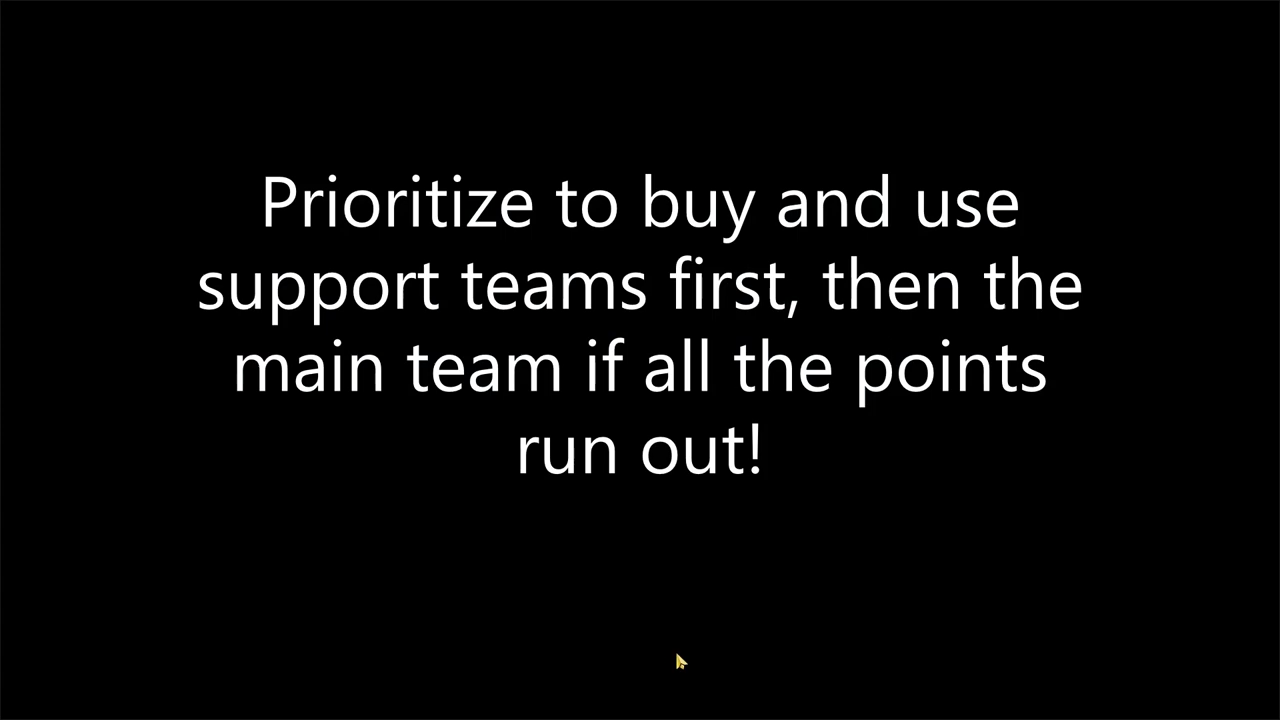 Prioritize to buy and use
support teams first, then the
main team if all the points
run out!